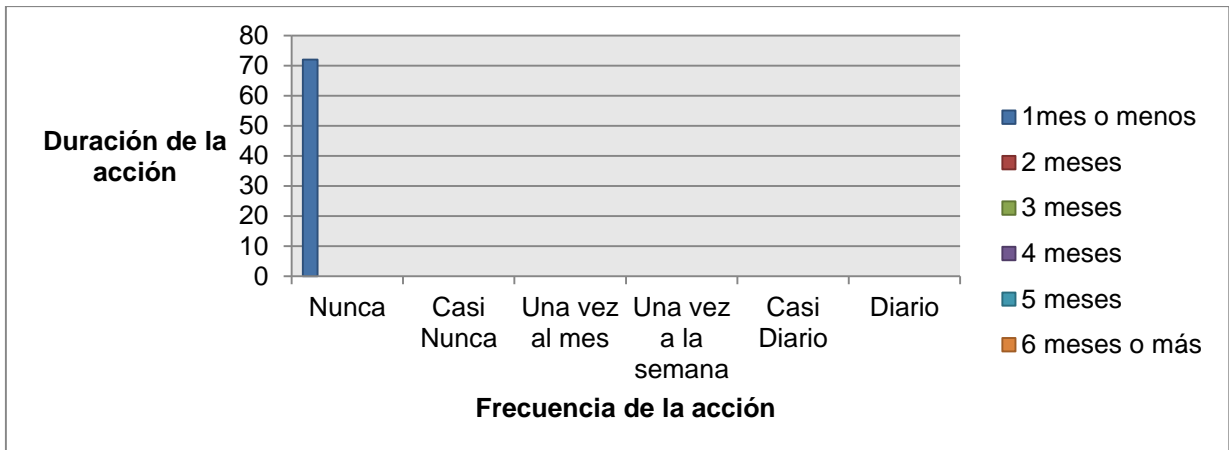 80
70
60
50
40
30
20
10
0
Duración de la
acción
Nunca
Casi
Nunca
Una vez
al mes
Una vez
a la
semana
Casi
Diario
Diario
Frecuencia de la acción
1mes o menos
2 meses
3 meses
4 meses
5 meses
6 meses o más